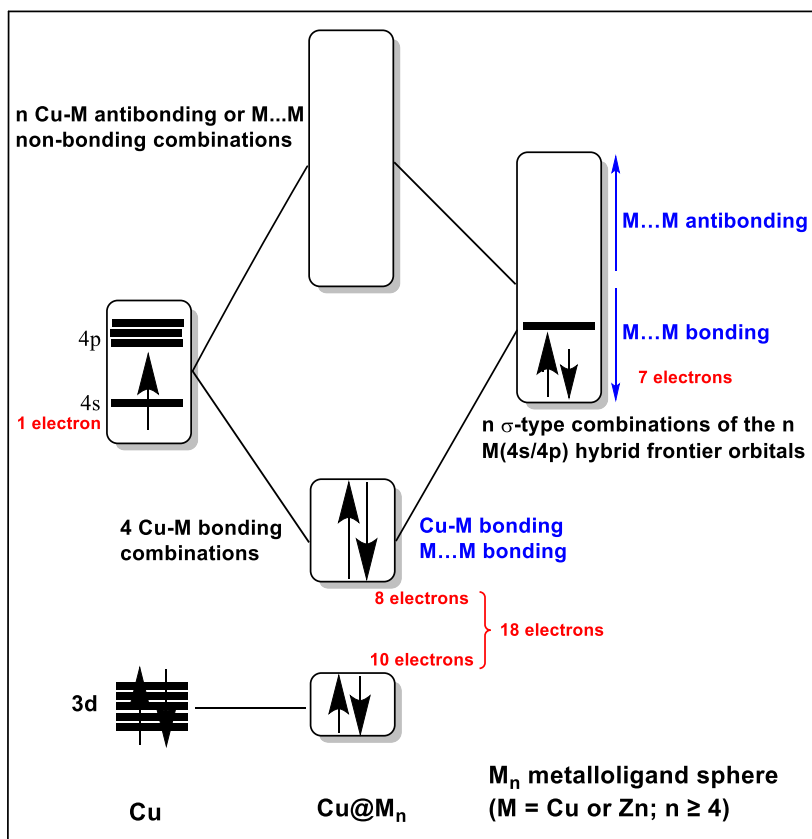 n Cu-M antibonding or M...M
non-bonding combinations
M...M antibonding
4p
M...M bonding
4s
7 electrons
1 electron
n σ-type combinations of the n
M(4s/4p) hybrid frontier orbitals
4 Cu-M bonding
combinations
Cu-M bonding
M...M bonding
8 electrons
18 electrons
10 electrons
3d
Cu
Cu@Mn
Mn metalloligand sphere
(M = Cu or Zn; n ≥ 4)